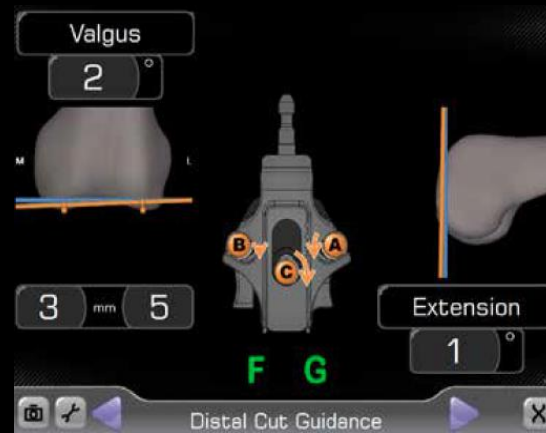 Valgus
2 °
M L
B A
C
3 mm 5
Extension
1 °
F G
Distal Cut Guidance
X